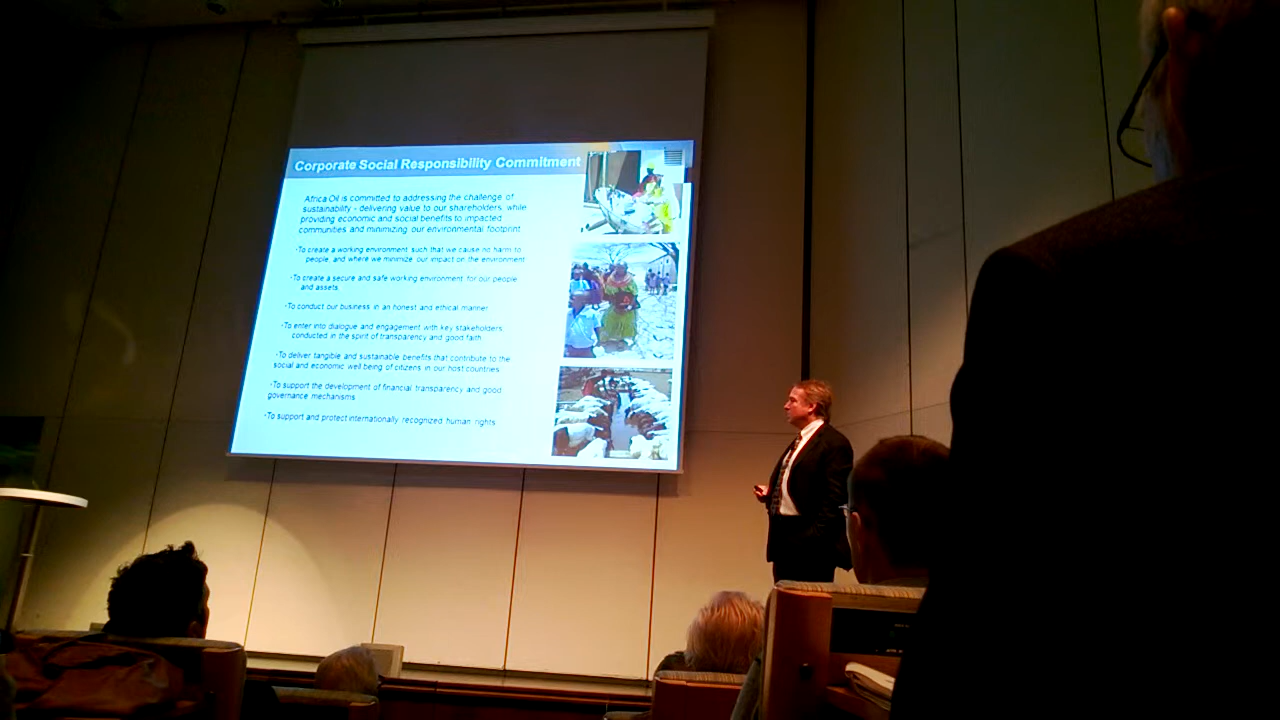 Corporate Social Responsibility Commitment
Africa Oil is committed to addressing the challenge of
sustainability - delivering value to our shareholders, while
providing economic and social benefits to impacted
communities and minimizing our environmental footprint
•To create a working environment such that we cause no harm to
people, and where we minimize our impact on the environment
•To create a secure and safe working environment for our people
and assets
•To conduct our business in an honest and ethical manner
•To enter into dialogue and engagement with key stakeholders,
conducted in the spirit of transparency and good faith
•To deliver tangible and sustainable benefits that contribute to the
social and economic well being of citizens in our host countries
•To support the development of financial transparency and good
governance mechanisms
•To support and protect internationally recognized human rights